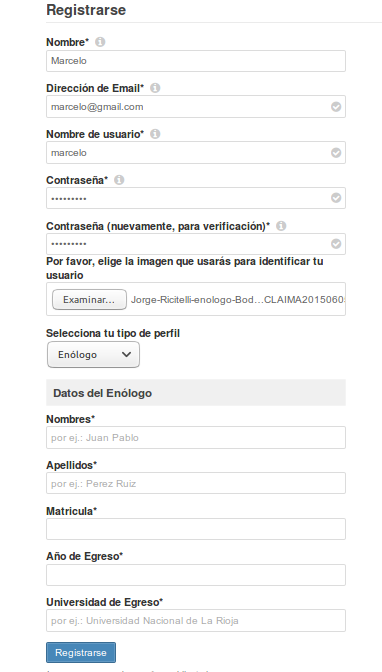 Registrarse
Nombre*
Marcelo
Dirección de Email*
marcelo@gmail.com
Nombre de usuario*
marcelo
Contraseña*
•••••••••
Contraseña (nuevamente, para verificación)*
•••••••••
Por favor, elige la imagen que usarás para identificar tu
usuario
Examinar... Jorge-Ricitelli-enologo-Bod...CLAIMA2015060
Selecciona tu tipo de perfil
Enólogo
Datos del Enólogo
Nombres*
por ej.: Juan Pablo
Apellidos*
por ej.: Perez Ruiz
Matricula*
Año de Egreso*
Universidad de Egreso*
por ej.: Universidad Nacional de La Rioja
Registrarse